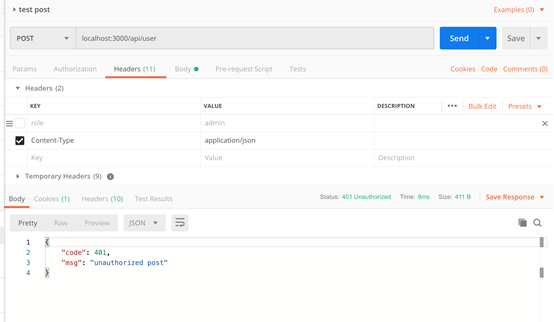 test post
Examples (0)
POST localhost:3000/api/user Send Save
Params Authorization Headers (11) Body Pre-request Script Tests Cookies Code Comments (0)
Headers (2)
KEY VALUE DESCRIPTION ••• Bulk Edit Presets
role admin
Content-Type application/json
Key Value Description
Temporary Headers (9) i
Body Cookies (1) Headers (10) Test Results Status: 401 Unauthorized Time: 8ms Size: 411 B Save Response
Pretty Raw Preview JSON
1 {
2 "code": 401,
3 "msg": "unauthorized post"
4 }